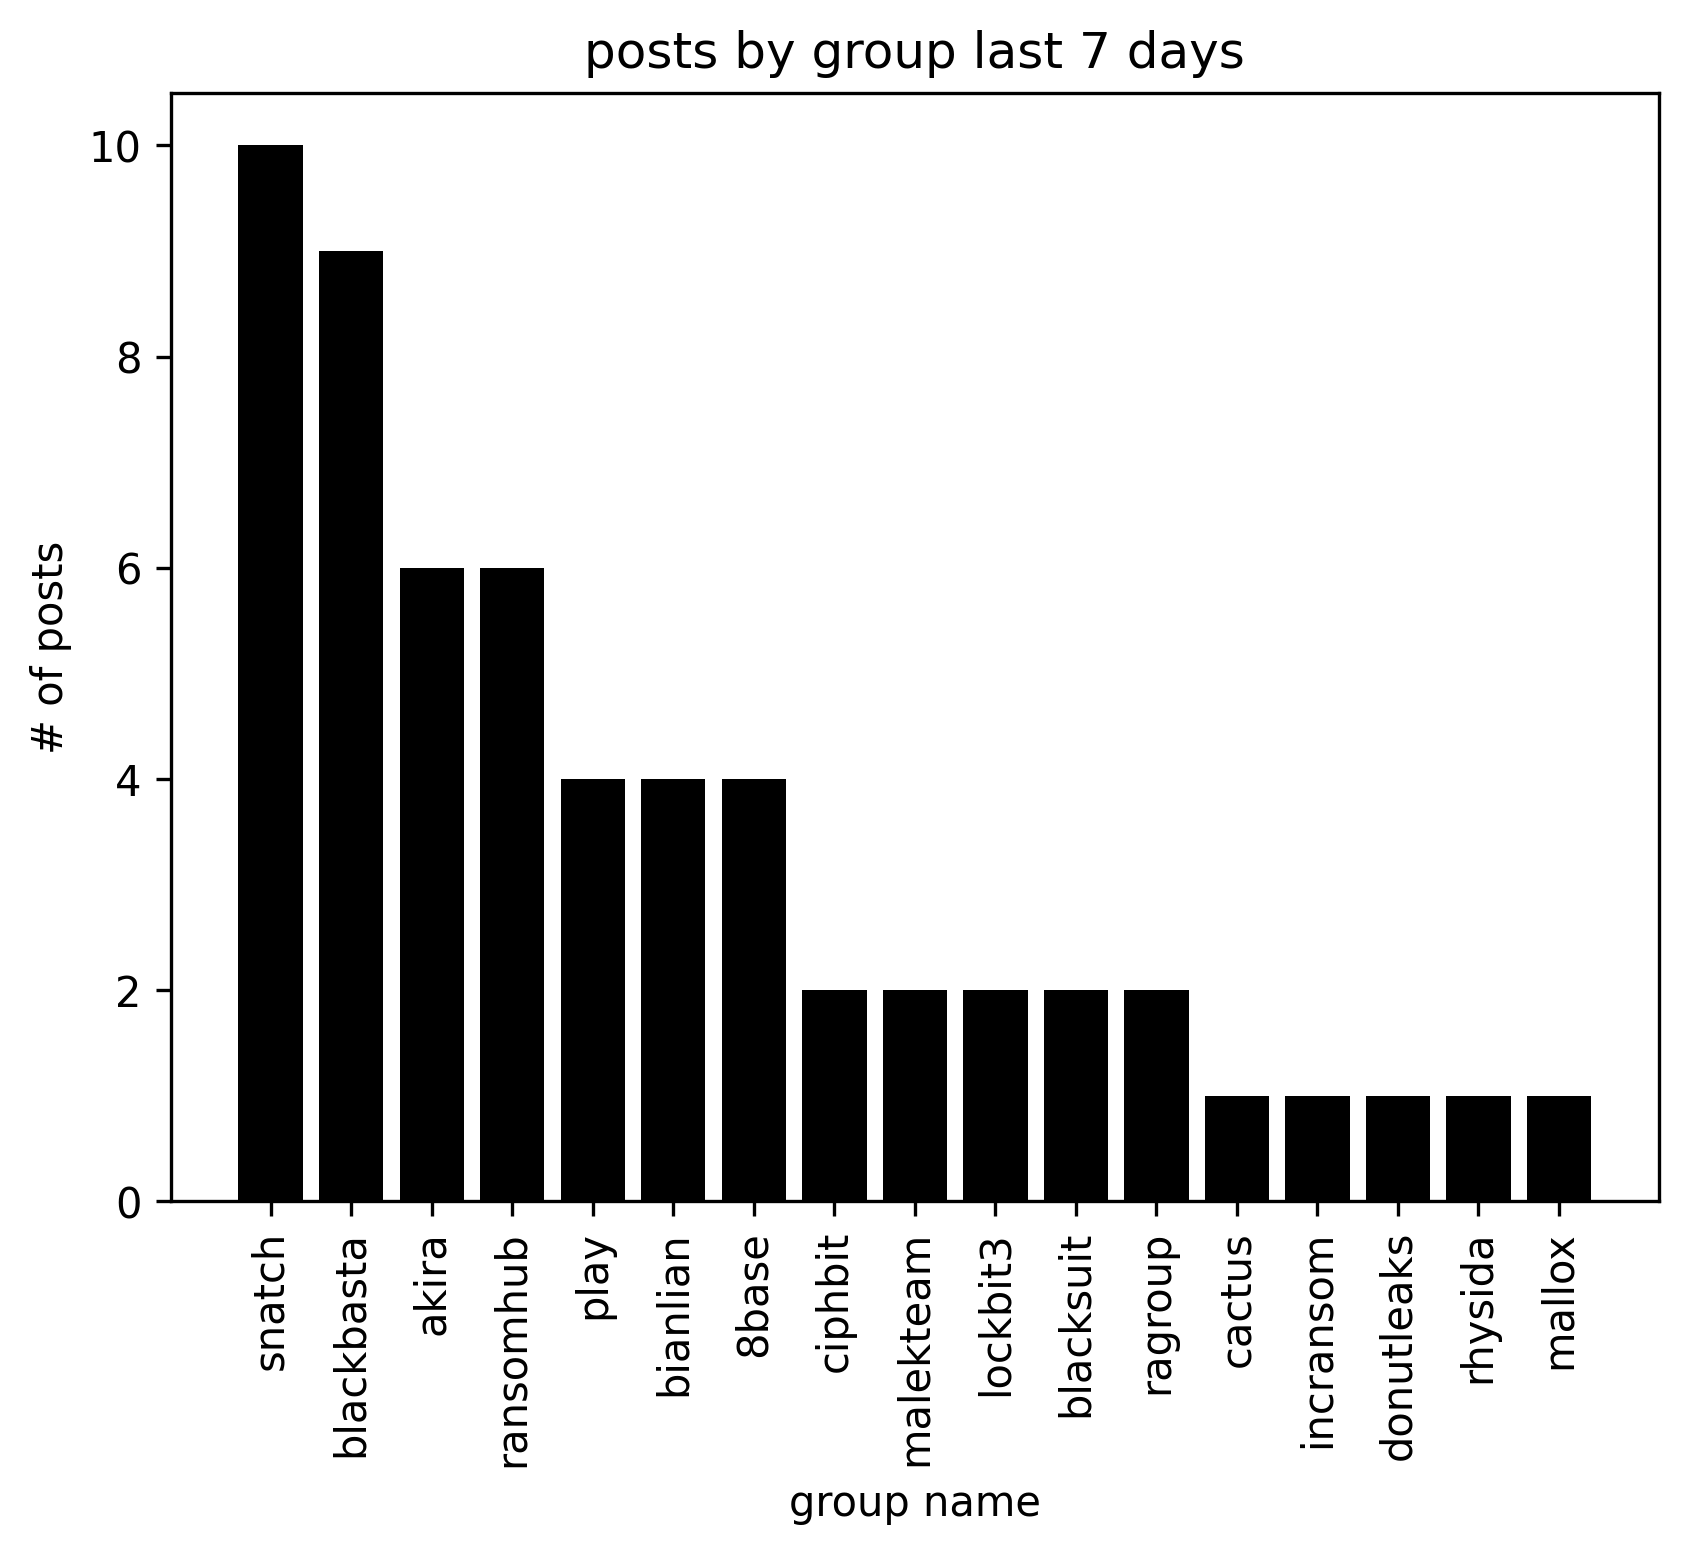 posts by group last 7 days
10
8
6
4
2
0
# of posts
snatch
blackbasta
akira
ransomhub
play
bianlian
8base
ciphbit
malekteam
lockbit3
blacksuit
ragroup
cactus
incransom
donutleaks
rhysida
mallox
group name